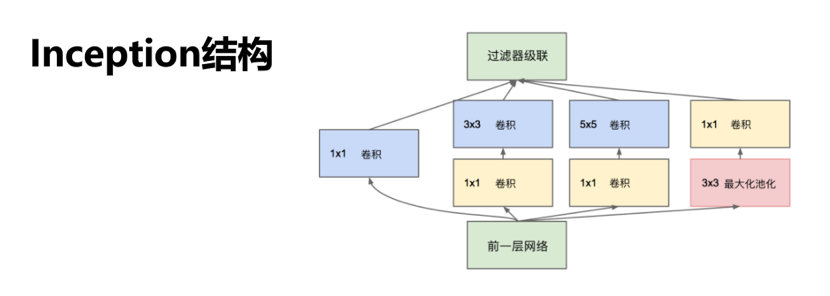 Inception结构
过滤器级联
3x3 卷积
5x5 卷积
1x1 卷积
1x1 卷积
1x1 卷积
1x1 卷积
3x3 最大化池化
前一层网络